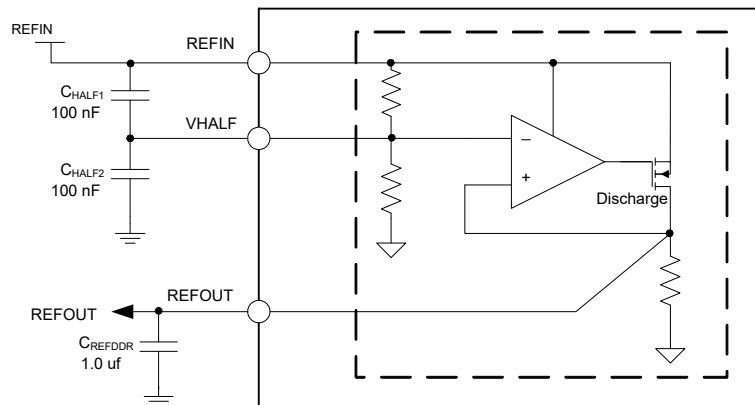 REFIN
REFIN
CHALF1
100 nF
VHALF
CHALF2
100 nF
−
+
Discharge
REFOUT
REFOUT
CREFDDR
1.0 uf